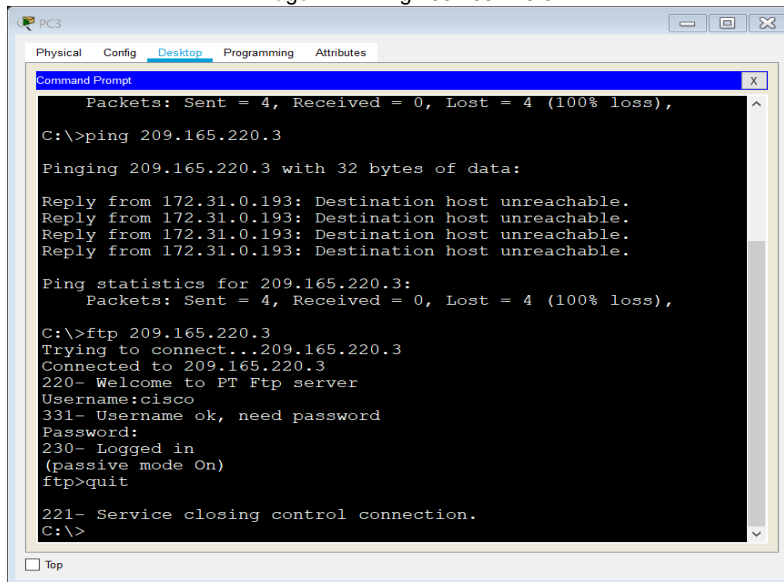 PC3
Physical Config Desktop Programming Attributes
Command Prompt
X
Packets: Sent = 4, Received = 0, Lost = 4 (100% loss),
C:\>ping 209.165.220.3
Pinging 209.165.220.3 with 32 bytes of data:
Reply from 172.31.0.193: Destination host unreachable.
Reply from 172.31.0.193: Destination host unreachable.
Reply from 172.31.0.193: Destination host unreachable.
Reply from 172.31.0.193: Destination host unreachable.
Ping statistics for 209.165.220.3:
Packets: Sent = 4, Received = 0, Lost = 4 (100% loss),
C:\>ftp 209.165.220.3
Trying to connect...209.165.220.3
Connected to 209.165.220.3
220- Welcome to PT Ftp server
Username:cisco
331- Username ok, need password
Password:
230- Logged in
(passive mode On)
ftp>quit
221- Service closing control connection.
C:\>
Top